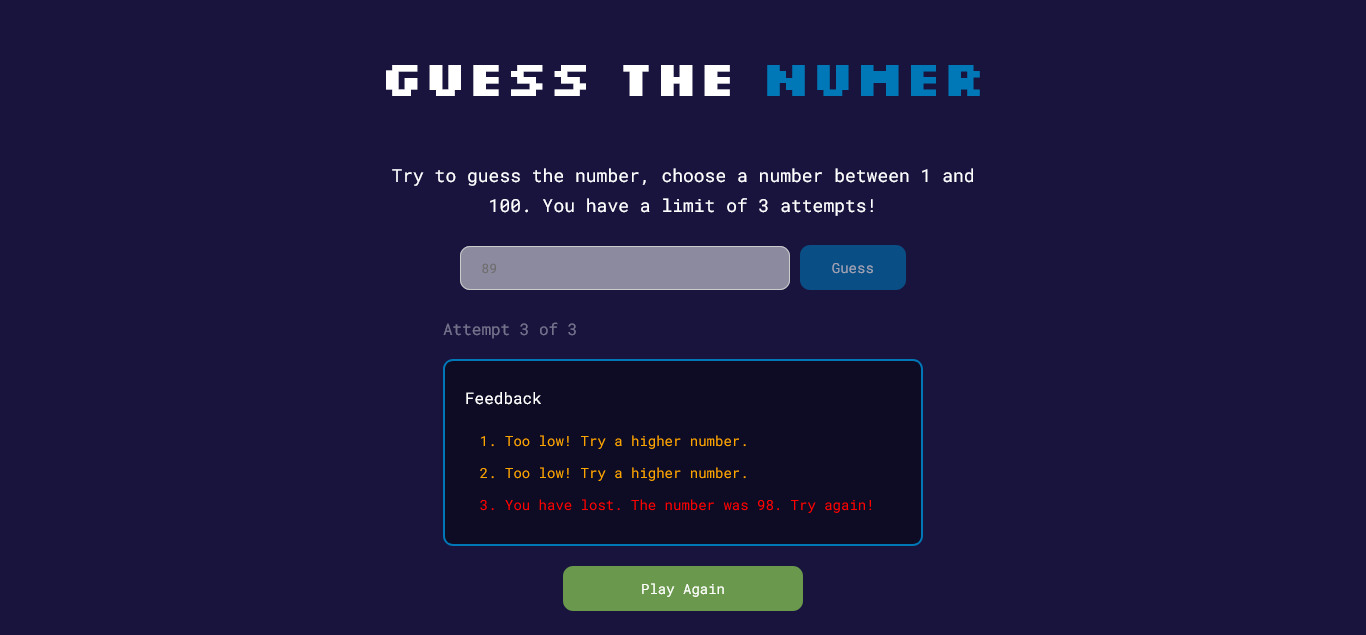 GUESS THE NUMER
Try to guess the number, choose a number between 1 and
100. You have a limit of 3 attempts!
89
Guess
Attempt 3 of 3
Feedback
1. Too low! Try a higher number.
2. Too low! Try a higher number.
3. You have lost. The number was 98. Try again!
Play Again